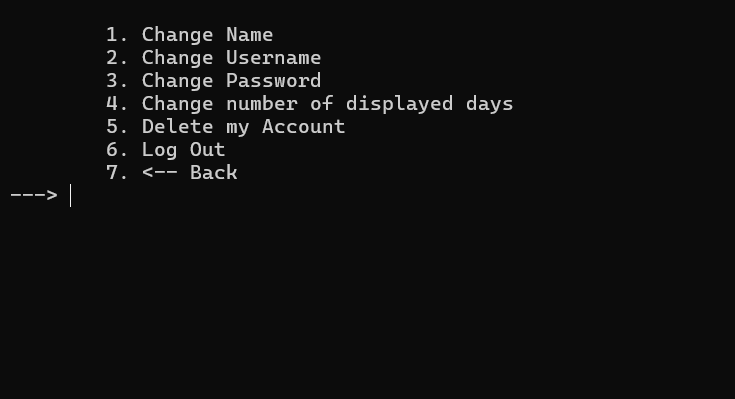 1. Change Name
2. Change Username
3. Change Password
4. Change number of displayed days
5. Delete my Account
6. Log Out
7. <-- Back
--->